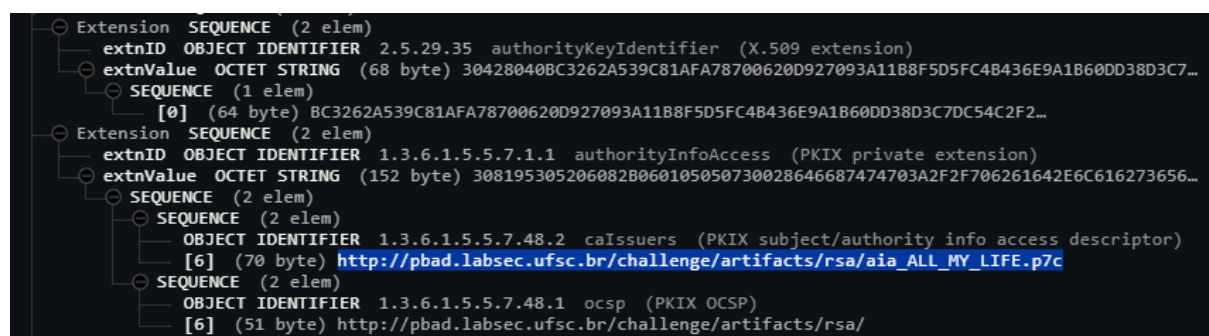 Extension SEQUENCE (2 elem)
extnID OBJECT IDENTIFIER 2.5.29.35 authorityKeyIdentifier (X.509 extension)
extnValue OCTET STRING (68 byte) 30428040BC3262A539C81AFA78700620D927093A11B8F5D5FC4B436E9A1B60DD38D3C7…
SEQUENCE (1 elem)
[0] (64 byte) BC3262A539C81AFA78700620D927093A11B8F5D5FC4B436E9A1B60DD38D3C7DC54C2F2…
Extension SEQUENCE (2 elem)
extnID OBJECT IDENTIFIER 1.3.6.1.5.5.7.1.1 authorityInfoAccess (PKIX private extension)
extnValue OCTET STRING (152 byte) 308195305206082B060105050730028646687474703A2F2F706261642E6C616273656…
SEQUENCE (2 elem)
SEQUENCE (2 elem)
OBJECT IDENTIFIER 1.3.6.1.5.5.7.48.2 caIssuers (PKIX subject/authority info access descriptor)
[6] (70 byte) http://pbad.labsec.ufsc.br/challenge/artifacts/rsa/aia_ALL_MY_LIFE.p7c
SEQUENCE (2 elem)
OBJECT IDENTIFIER 1.3.6.1.5.5.7.48.1 ocsp (PKIX OCSP)
[6] (51 byte) http://pbad.labsec.ufsc.br/challenge/artifacts/rsa/